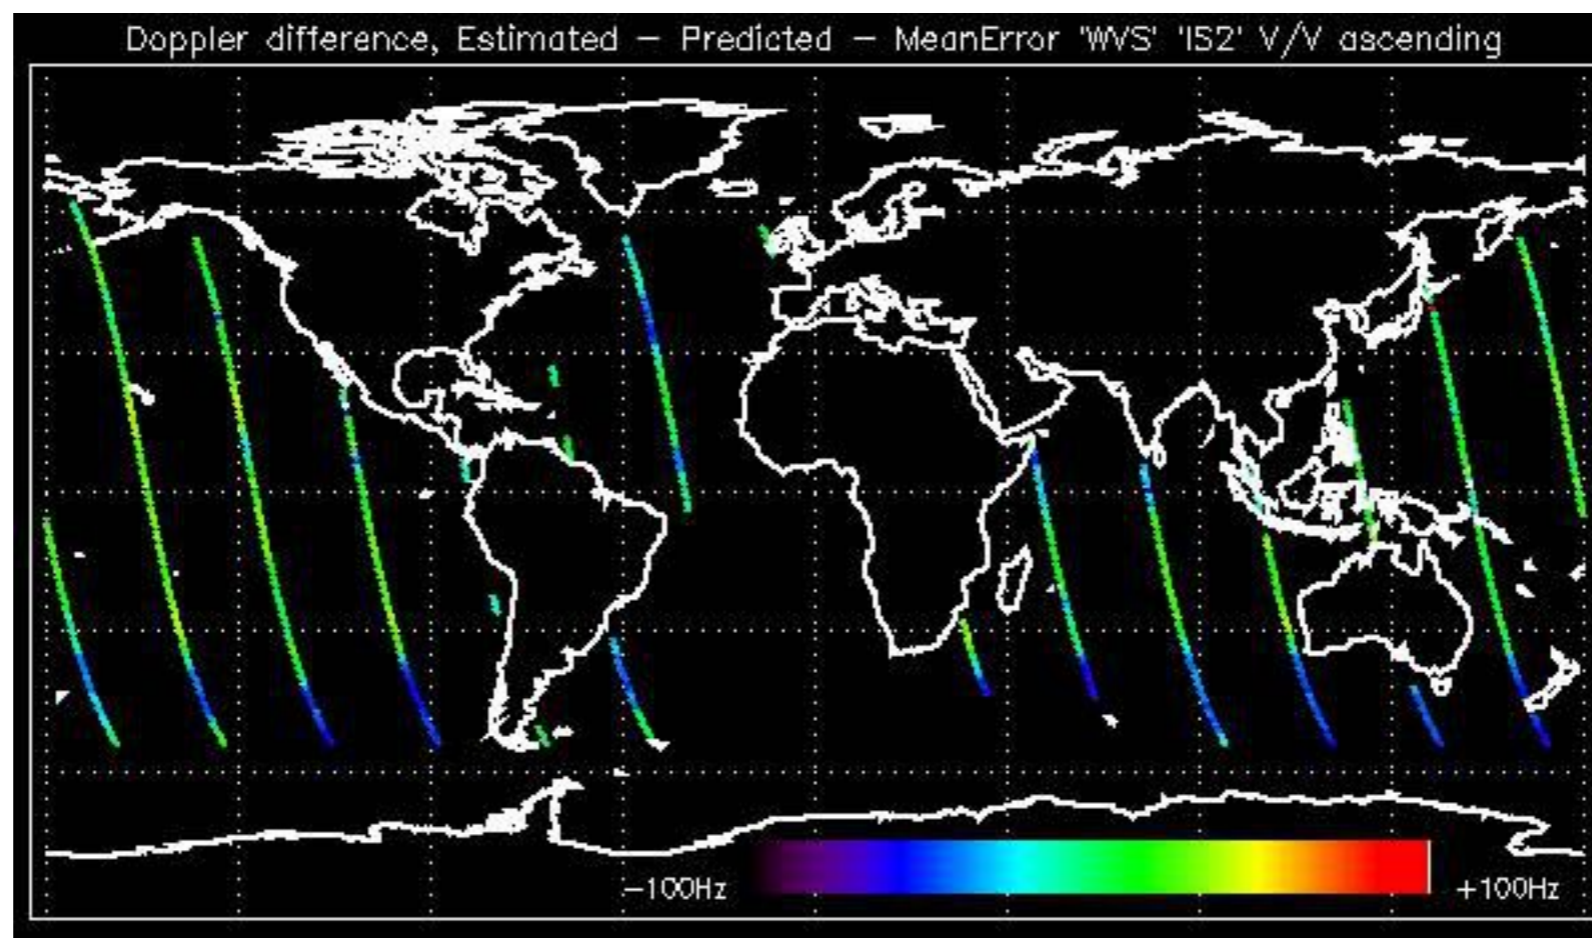 Doppler difference, Estimated − Predicted − MeanError 'WVS' 'IS2' V/V ascending
−100Hz +100Hz